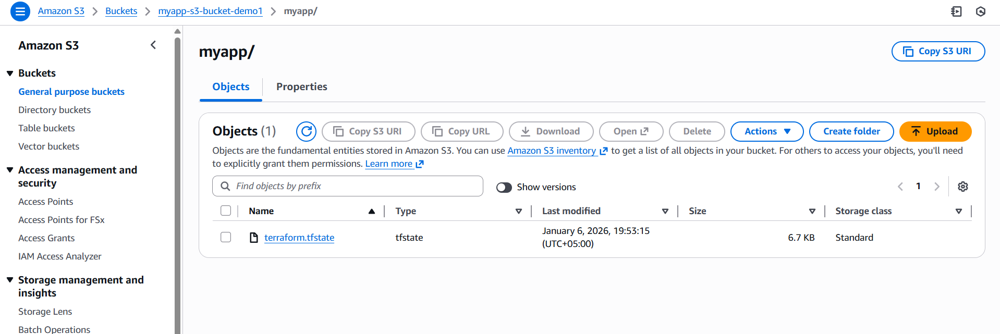 Amazon S3 > Buckets > myapp-s3-bucket-demo1 > myapp/
Amazon S3
Buckets
General purpose buckets
Directory buckets
Table buckets
Vector buckets
Access management and
security
Access Points
Access Points for FSx
Access Grants
IAM Access Analyzer
Storage management and
insights
Storage Lens
Batch Operations
myapp/
Copy S3 URI
Objects
Properties
Objects (1)
Copy S3 URI
Copy URL
Download
Open
Delete
Actions
Create folder
Upload
Objects are the fundamental entities stored in Amazon S3. You can use Amazon S3 inventory to get a list of all objects in your bucket. For others to access your objects, you'll need
to explicitly grant them permissions. Learn more
Find objects by prefix
Show versions
1
Name Type Last modified Size Storage class
terraform.tfstate tfstate January 6, 2026, 19:53:15 (UTC+05:00) 6.7 KB Standard